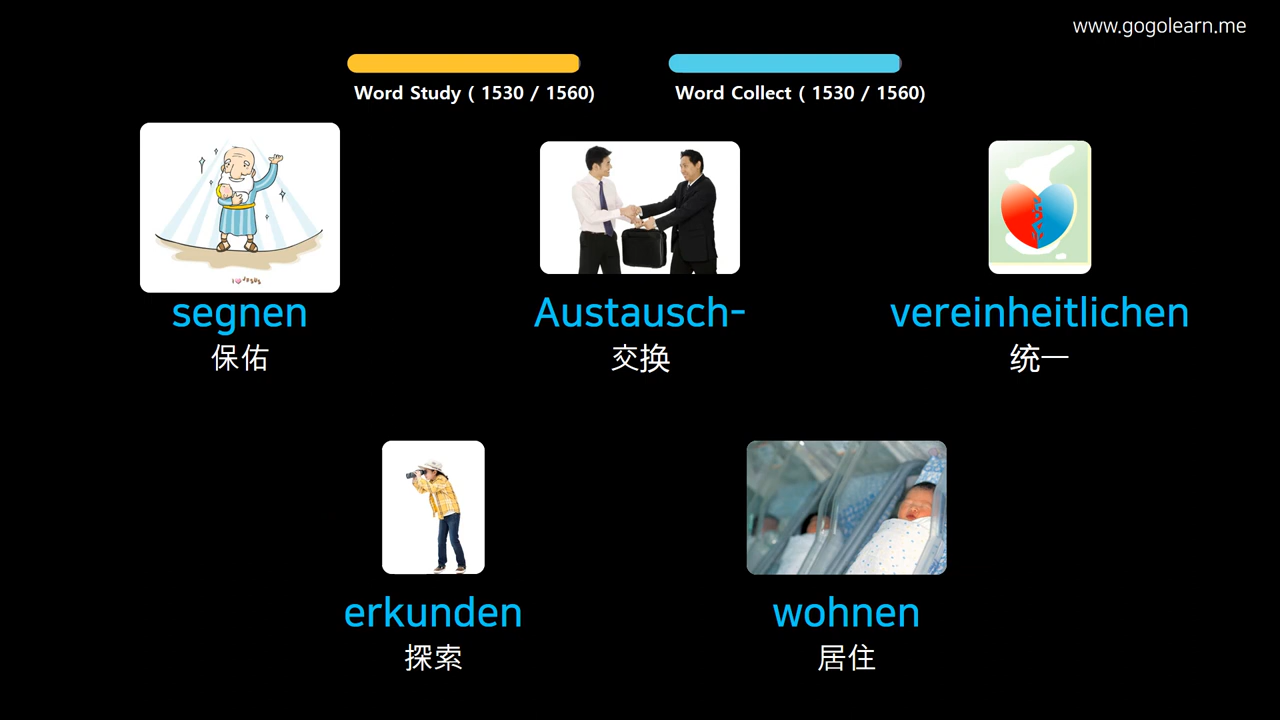 www.gogolearn.me
Word Study ( 1530 / 1560)
Word Collect ( 1530 / 1560)
segnen
保佑
Austausch-
交换
vereinheitlichen
统一
erkunden
探索
wohnen
居住